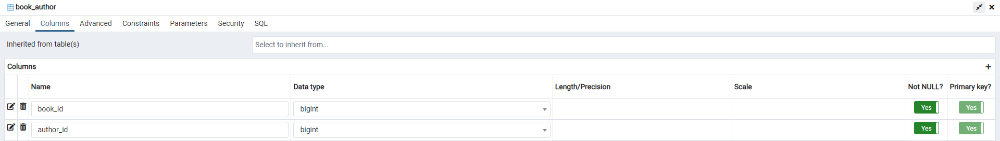 book_author
General Columns Advanced Constraints Parameters Security SQL
Inherited from table(s) Select to inherit from...
Columns
Name Data type Length/Precision Scale Not NULL? Primary key?
book_id bigint Yes Yes
author_id bigint Yes Yes